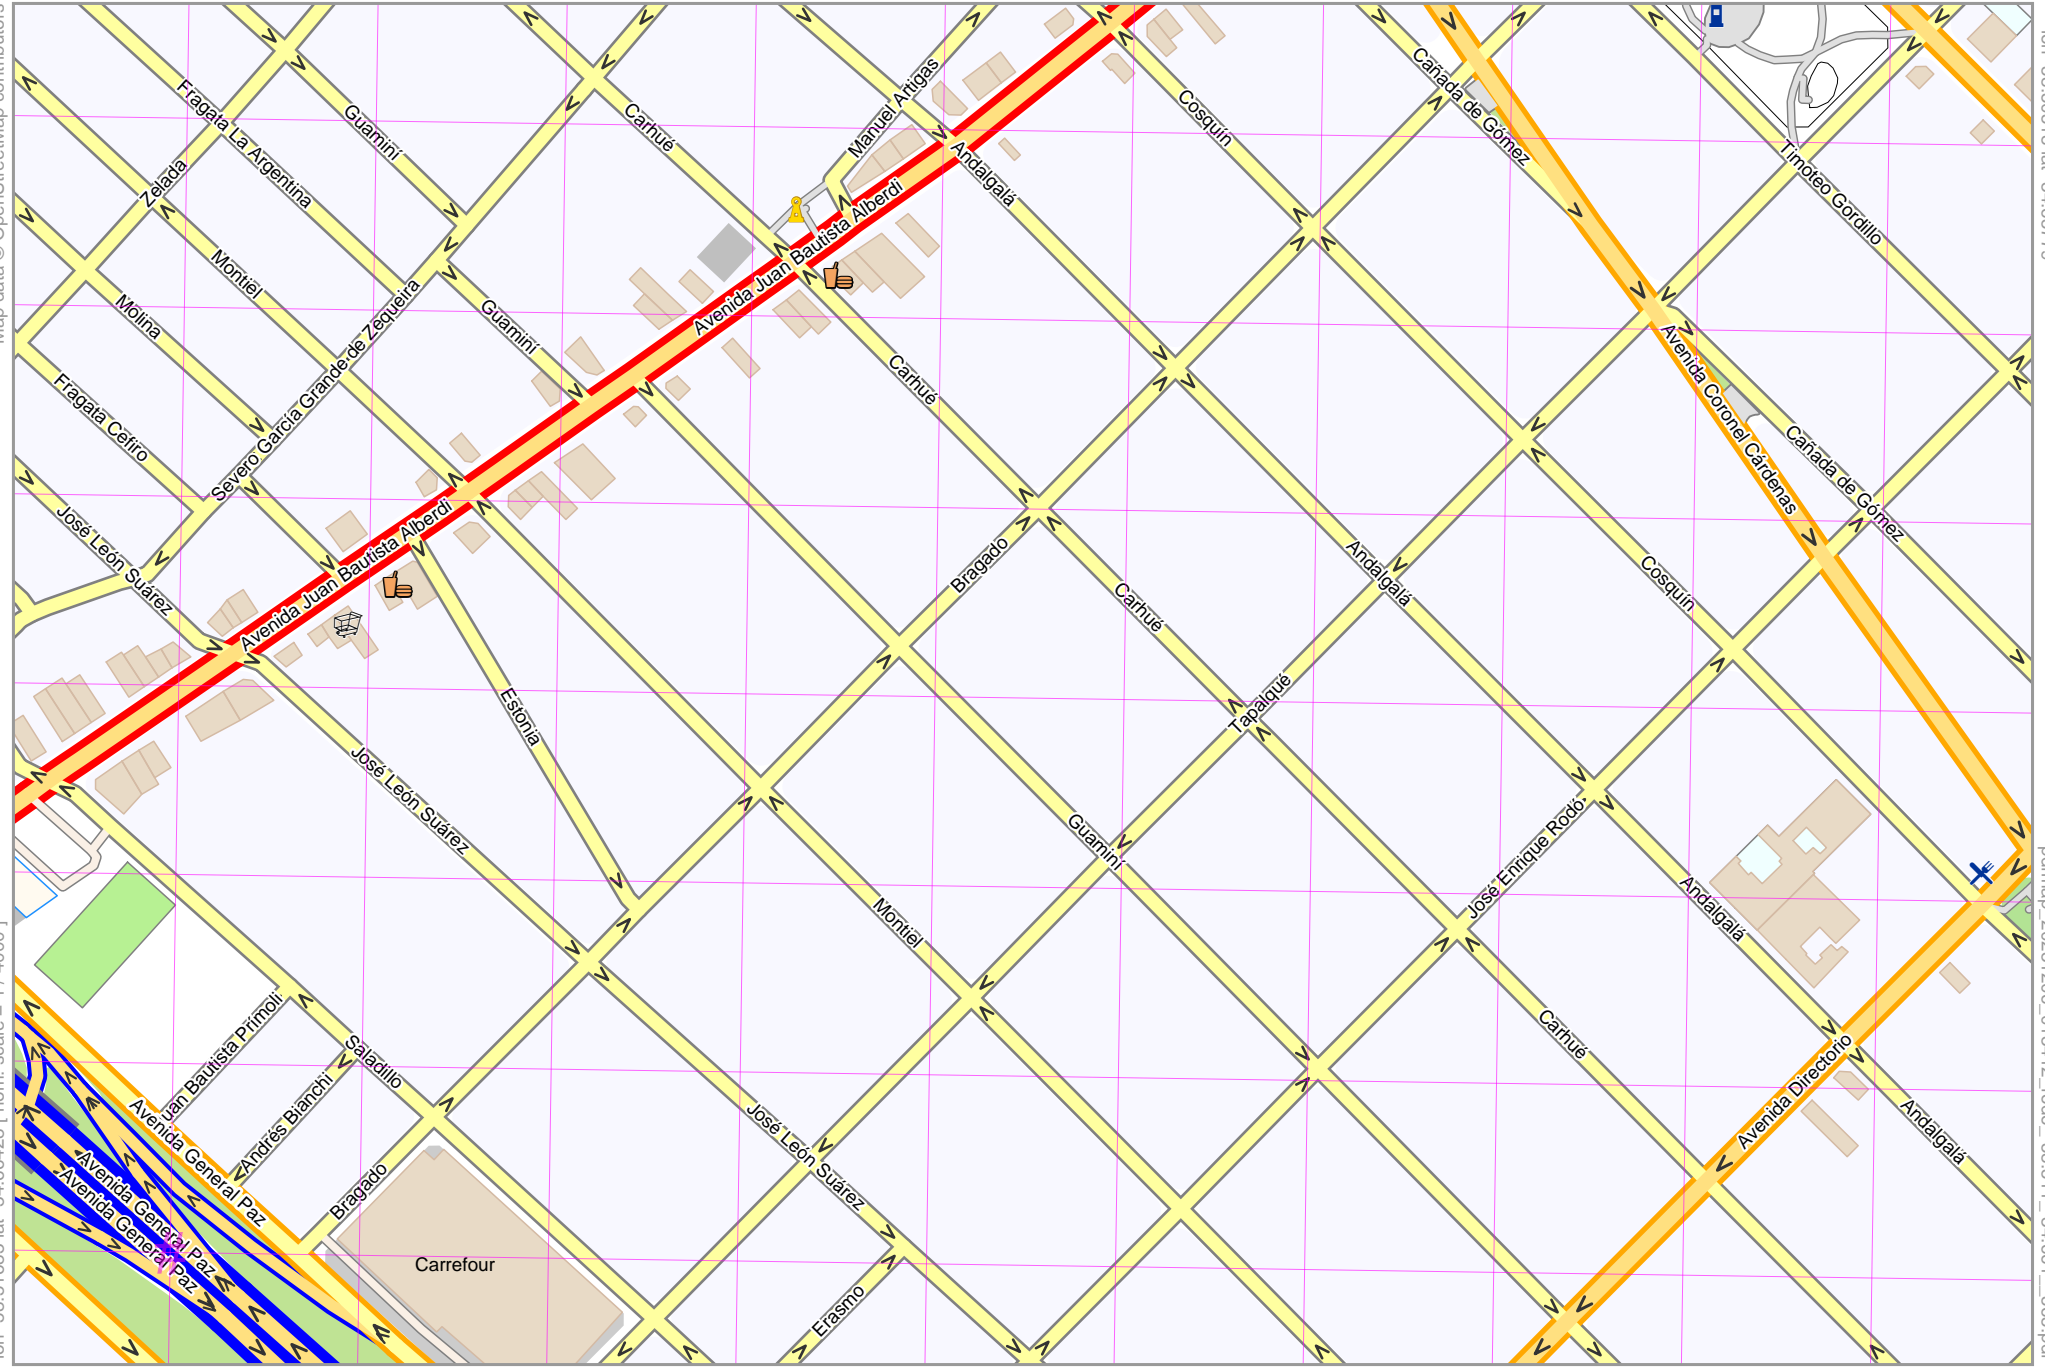 Cañada de Gómez
Manuel Artigas
Fragata La Argentina
Guaminí
Carhué
Cosquín
Timoteo Gordillo
Zelada
Andalgalá
Avenida Juan Bautista Alberdi
Montiel
Molina
Guaminí
Severo García Grande de Zequeira
Avenida Coronel Cárdenas
Carhué
Fragata Cefiro
Cañada de Gómez
José León Suárez
Avenida Juan Bautista Alberdi
Bragado
Andalgalá
Cosquín
Carhué
Estonia
Tapalqué
José León Suárez
Guaminí
José Enrique Rodó
Andalgalá
Montiel
Juan Bautista Prímoli
Saladillo
Carhué
Andrés Bianchi
Avenida General Paz
José León Suárez
Avenida Directorio
Andalgalá
Bragado
Avenida General Paz
Avenida General Paz
Carrefour
Erasmo